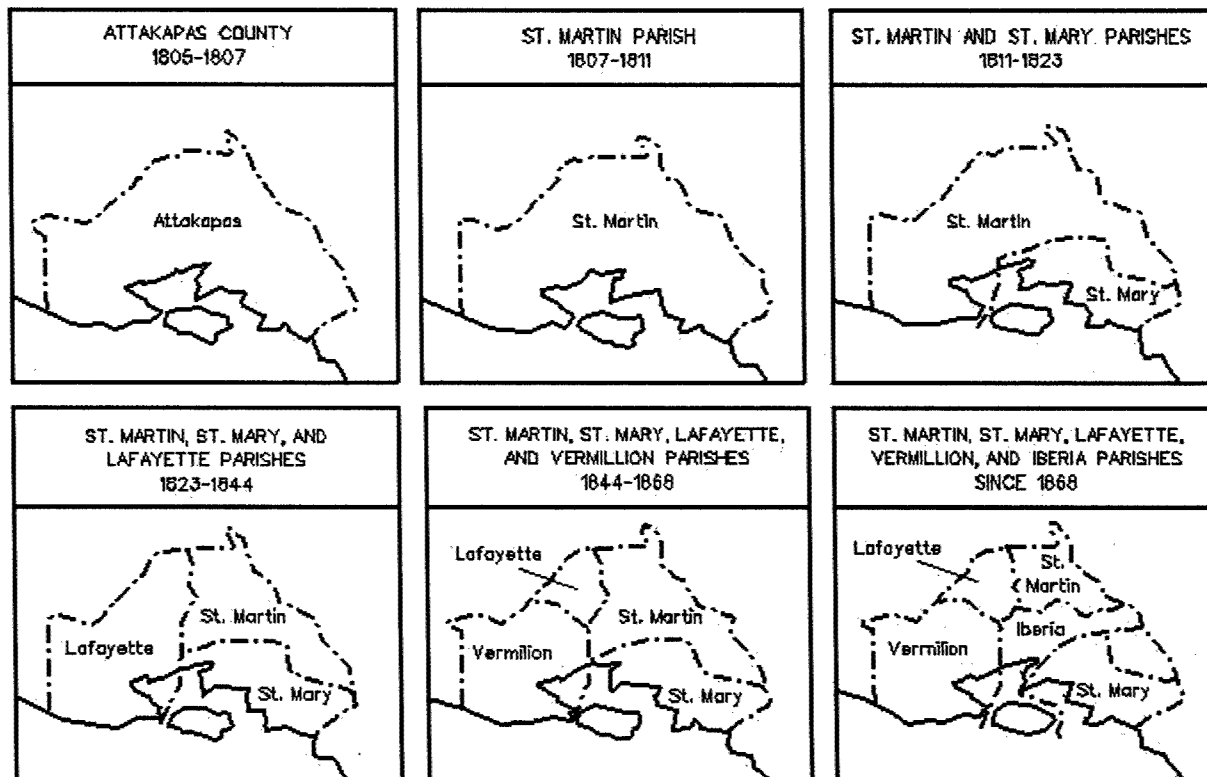 ATTAKAPAS COUNTY
1805-1807
Attakapas
ST. MARTIN PARISH
1807-1811
St. Martin
ST. MARTIN AND ST. MARY PARISHES
1811-1823
St. Martin
St. Mary
ST. MARTIN, ST. MARY, AND
LAFAYETTE PARISHES
1823-1844
Lafayette
St. Martin
St. Mary
ST. MARTIN, ST. MARY, LAFAYETTE,
AND VERMILLION PARISHES
1844-1868
Lafayette
St. Martin
Vermilion
St. Mary
ST. MARTIN, ST. MARY, LAFAYETTE,
VERMILLION, AND IBERIA PARISHES
SINCE 1868
Lafayette
St.
Martin
Iberia
Vermilion
St. Mary